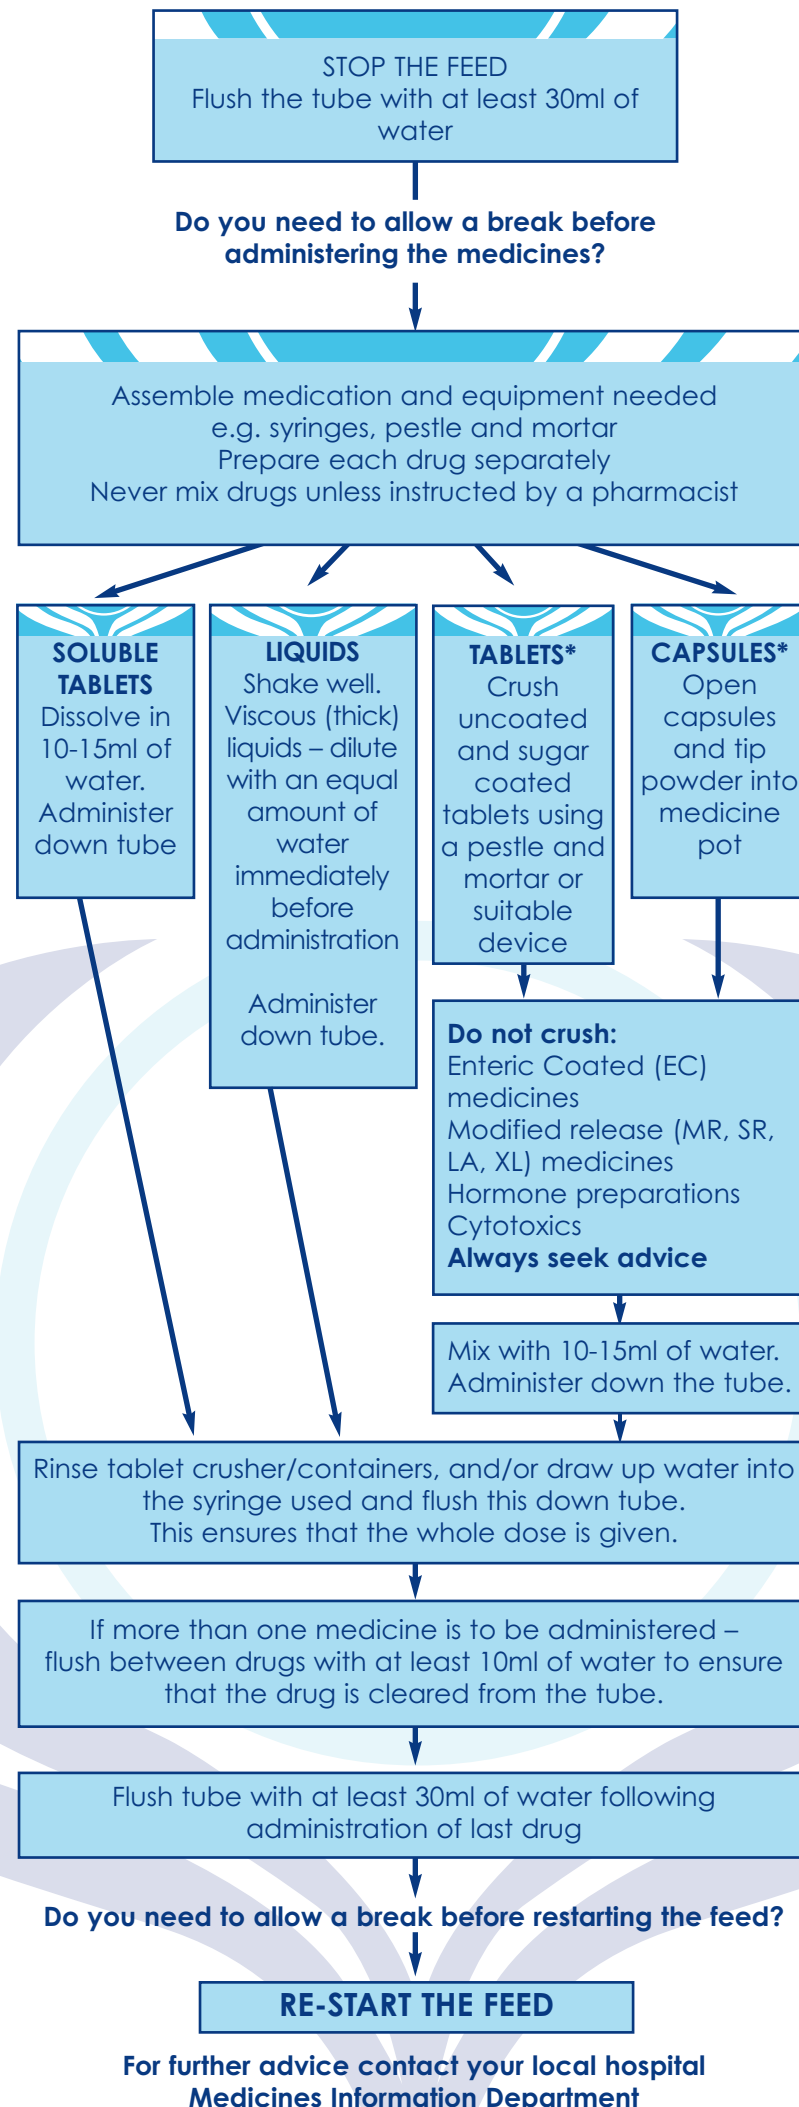 STOP THE FEED
Flush the tube with at least 30ml of
water
Do you need to allow a break before
administering the medicines?
Assemble medication and equipment needed
e.g. syringes, pestle and mortar
Prepare each drug separately
Never mix drugs unless instructed by a pharmacist
SOLUBLE
TABLETS
Dissolve in
10-15ml of
water.
Administer
down tube
LIQUIDS
Shake well.
Viscous (thick)
liquids – dilute
with an equal
amount of
water
immediately
before
administration
Administer
down tube.
TABLETS*
Crush
uncoated
and sugar
coated
tablets using
a pestle and
mortar or
suitable
device
CAPSULES*
Open
capsules
and tip
powder into
medicine
pot
Do not crush:
Enteric Coated (EC)
medicines
Modified release (MR, SR,
LA, XL) medicines
Hormone preparations
Cytotoxics
Always seek advice
Mix with 10-15ml of water.
Administer down the tube.
Rinse tablet crusher/containers, and/or draw up water into
the syringe used and flush this down tube.
This ensures that the whole dose is given.
If more than one medicine is to be administered –
flush between drugs with at least 10ml of water to ensure
that the drug is cleared from the tube.
Flush tube with at least 30ml of water following
administration of last drug
Do you need to allow a break before restarting the feed?
RE-START THE FEED
For further advice contact your local hospital
Medicines Information Department